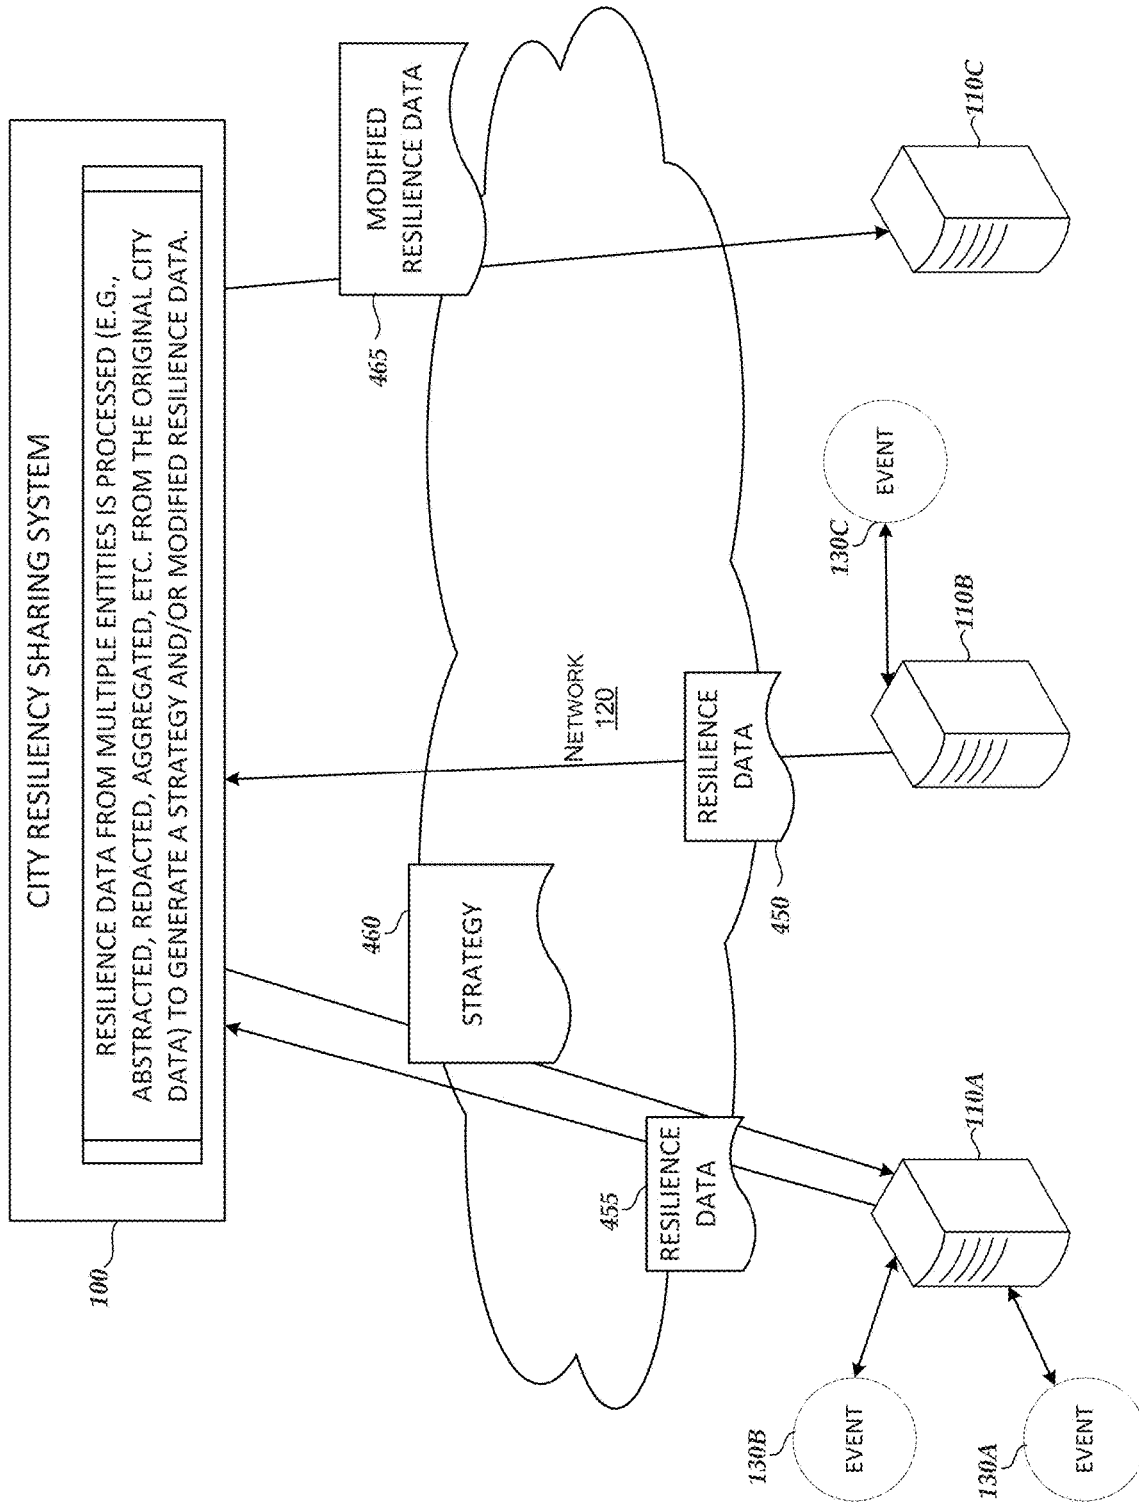 CITY RESILIENCY SHARING SYSTEM
RESILIENCE DATA FROM MULTIPLE ENTITIES IS PROCESSED (E.G.,
ABSTRACTED, REDACTED, AGGREGATED, ETC. FROM THE ORIGINAL CITY
DATA) TO GENERATE A STRATEGY AND/OR MODIFIED RESILIENCE DATA.
100
460
STRATEGY
465
MODIFIED
RESILIENCE DATA
NETWORK
120
455
RESILIENCE
DATA
450
RESILIENCE
DATA
130B
EVENT
130A
EVENT
110A
130C
EVENT
110B
110C